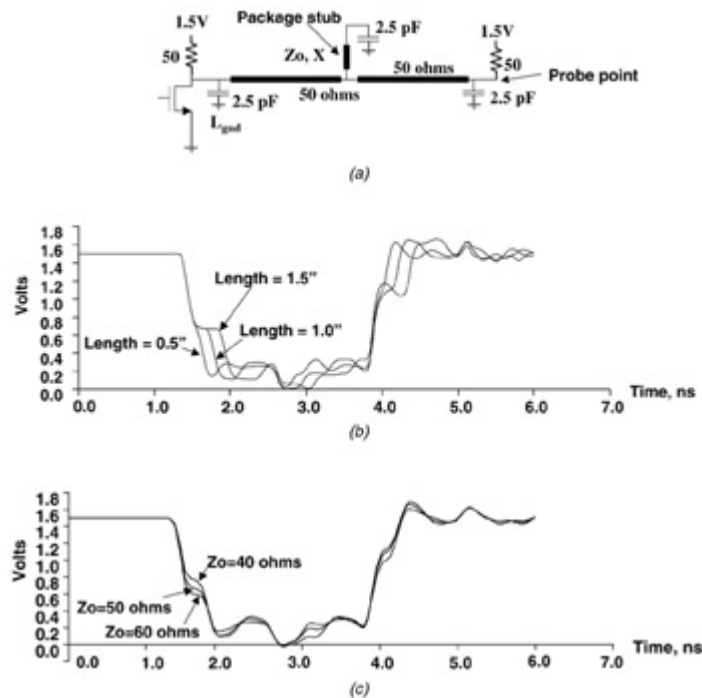 Package stub
1.5V
2.5 pF
1.5V
50
Zo, X
50 ohms
50
Probe point
2.5 pF
50 ohms
2.5 pF
Lgnd
(a)
1.8
1.6
1.4
1.2
1.0
0.8
0.6
0.4
0.2
0.0
Volts
Length = 1.5"
Length = 1.0"
Length = 0.5"
0.0 1.0 2.0 3.0 4.0 5.0 6.0 7.0
Time, ns
(b)
1.8
1.6
1.4
1.2
1.0
0.8
0.6
0.4
0.2
0.0
Volts
Zo=40 ohms
Zo=50 ohms
Zo=60 ohms
0.0 1.0 2.0 3.0 4.0 5.0 6.0 7.0
Time, ns
(c)